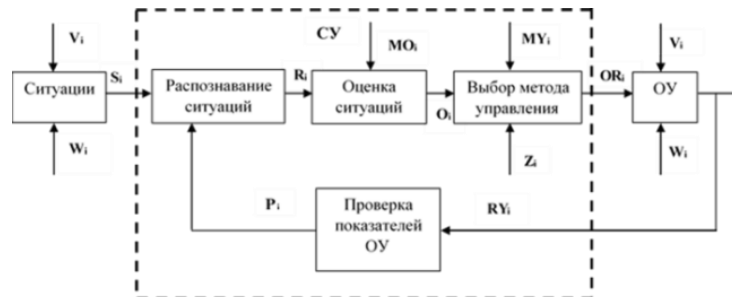 СУ
Vᵢ
MOᵢ
MYᵢ
Vᵢ
Ситуации
Sᵢ
Распознавание
ситуаций
Rᵢ
Оценка
ситуаций
Oᵢ
Выбор метода
управления
ORᵢ
ОУ
Wᵢ
Zᵢ
Wᵢ
Pᵢ
Проверка
показателей
ОУ
RYᵢ